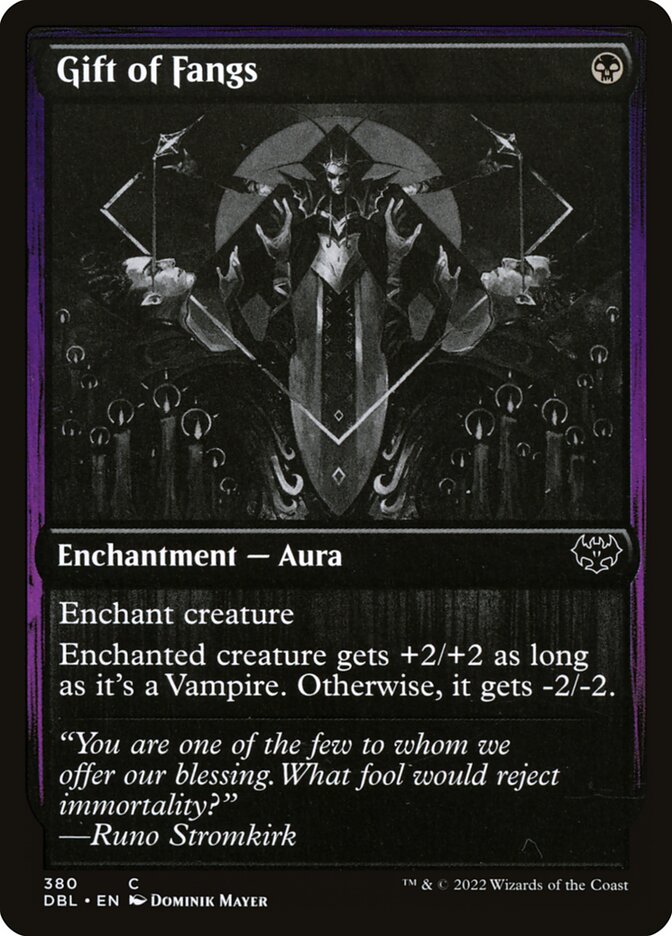 Gift of Fangs
Enchantment — Aura
Enchant creature
Enchanted creature gets +2/+2 as long
as it's a Vampire. Otherwise, it gets -2/-2.
"You are one of the few to whom we
offer our blessing. What fool would reject
immortality?"
—Runo Stromkirk
380 C
DBL • EN Dominik Mayer
™ & © 2022 Wizards of the Coast